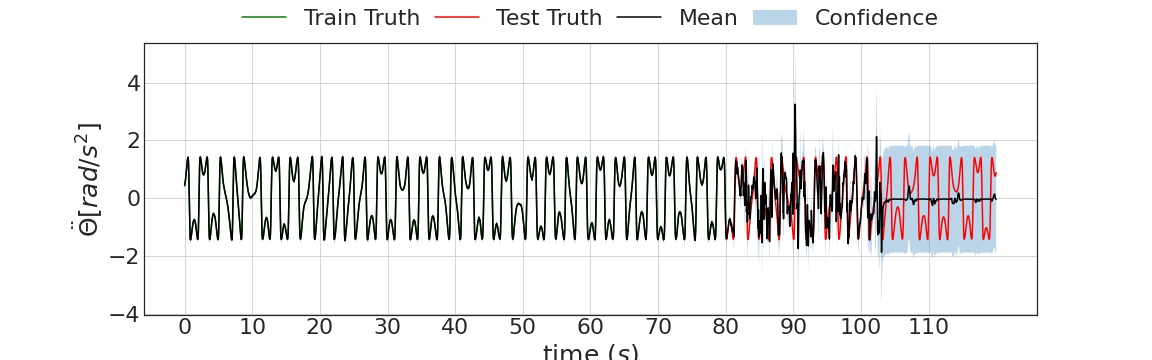 Train Truth Test Truth Mean Confidence
4
2
0
−2
−4
Θ̈[rad/s²]
0 10 20 30 40 50 60 70 80 90 100 110
time (s)